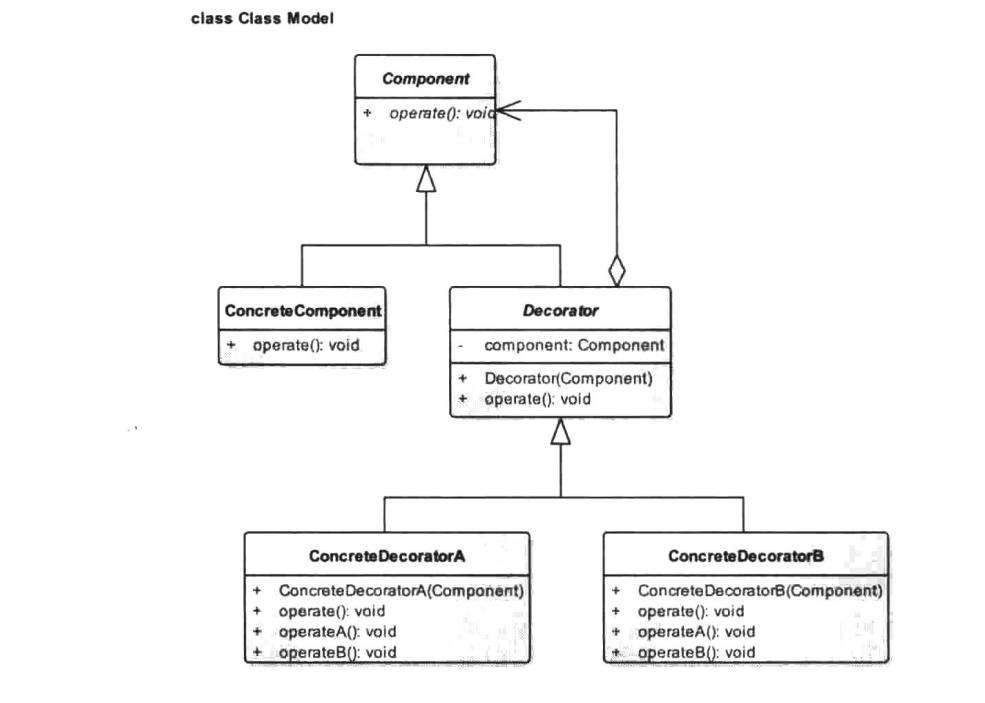 class Class Model
Component
+ operate(): void
ConcreteComponent
+ operate(): void
Decorator
- component: Component
+ Decorator(Component)
+ operate(): void
ConcreteDecoratorA
+ ConcreteDecoratorA(Component)
+ operate(): void
+ operateA(): void
+ operateB(): void
ConcreteDecoratorB
+ ConcreteDecoratorB(Component)
+ operate(): void
+ operateA(): void
+ operateB(): void